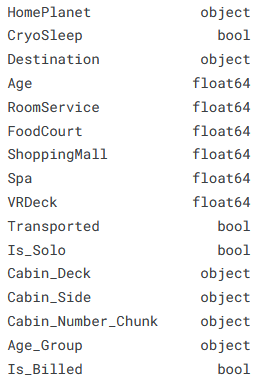 HomePlanet object
CryoSleep bool
Destination object
Age float64
RoomService float64
FoodCourt float64
ShoppingMall float64
Spa float64
VRDeck float64
Transported bool
Is_Solo bool
Cabin_Deck object
Cabin_Side object
Cabin_Number_Chunk object
Age_Group object
Is_Billed bool